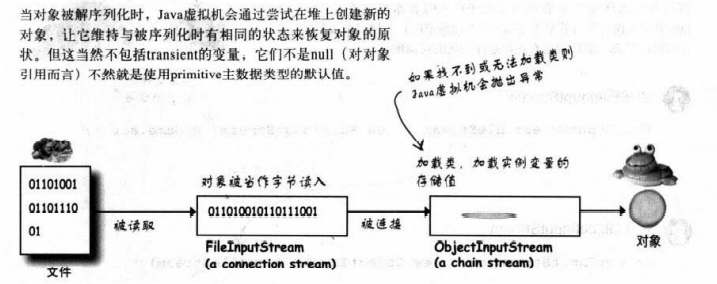 当对象被解序列化时，Java虚拟机会通过尝试在堆上创建新的
对象，让它维持与被序列化时有相同的状态来恢复对象的原
状。但这当然不包括transient的变量，它们不是null（对对象
引用而言）不然就是使用primitive主数据类型的默认值。
如果找不到或无法加载类则
Java虚拟机会抛出异常
加载类，加载实例变量的
存储值
对象被当作字节读入
01101001
01101110
01
被读取
011010010110111001
被连接
FileInputStream
(a connection stream)
ObjectInputStream
(a chain stream)
对象
文件